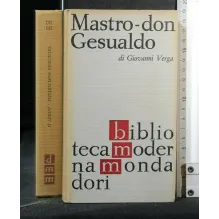 Mastro-don
Gesualdo
di Giovanni Verga
biblio
tecamoder
namonda
dori